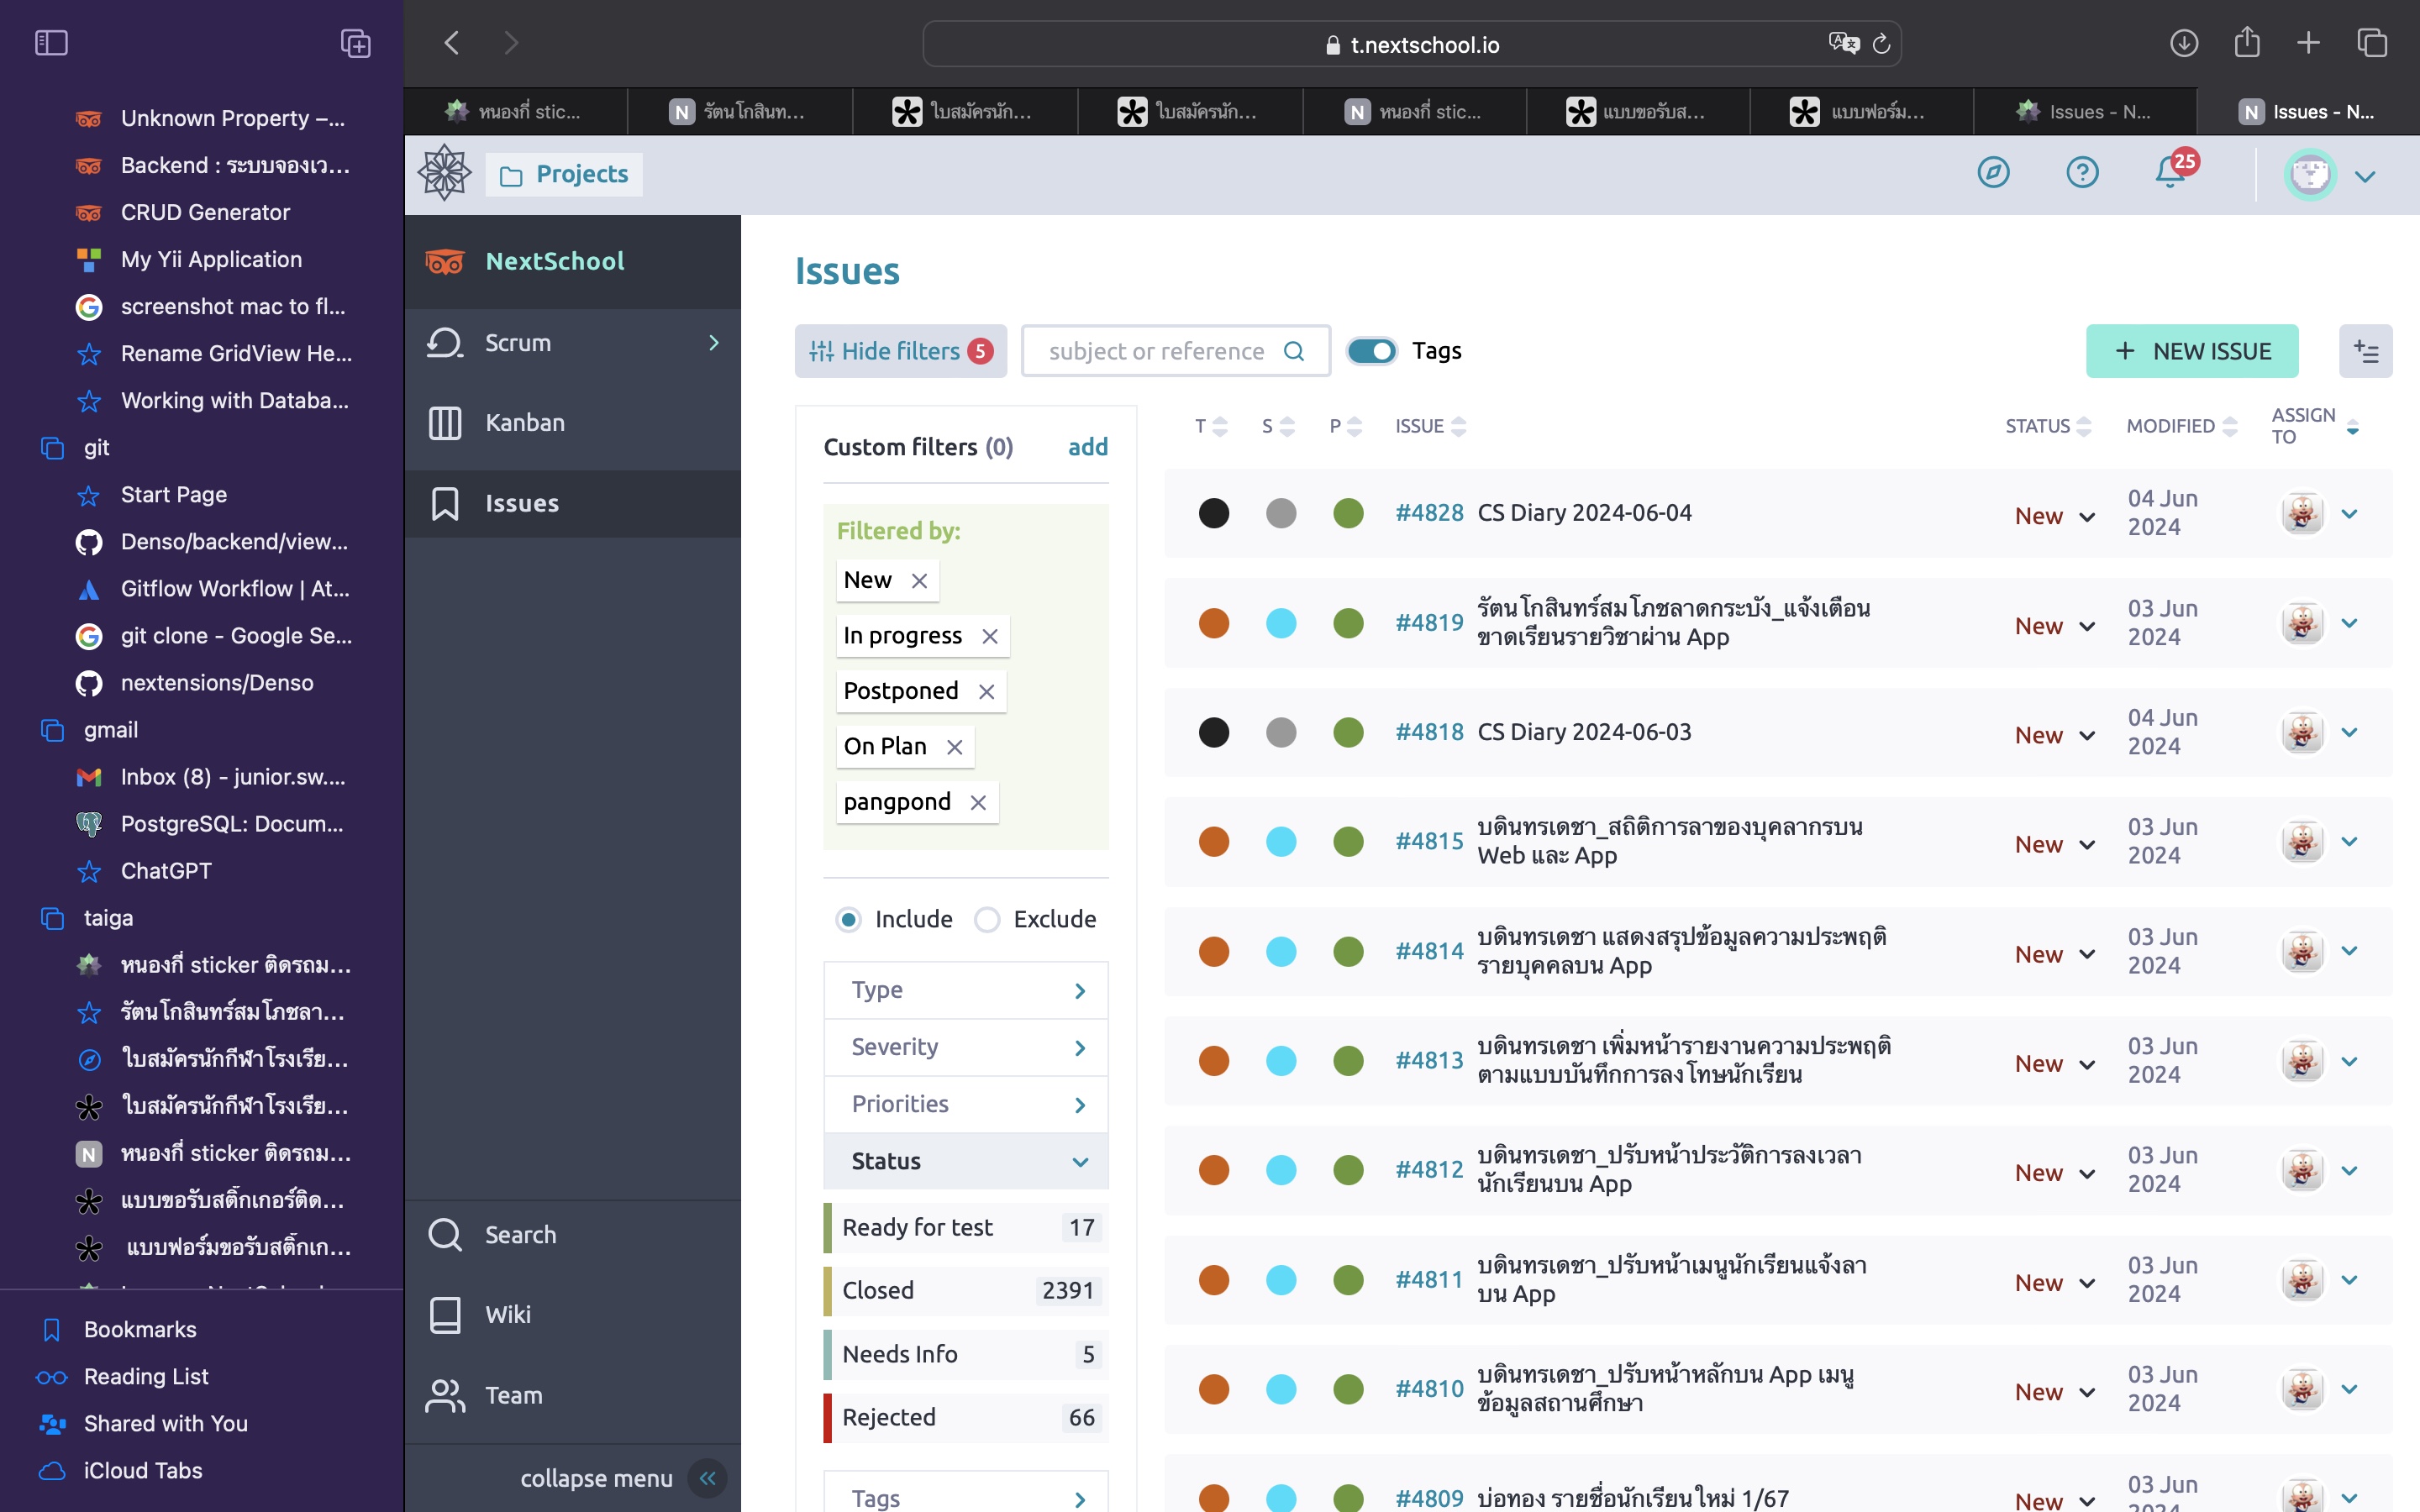 t.nextschool.io
หนองกี่ stic...
รัตนโกสินท...
ใบสมัครนัก...
ใบสมัครนัก...
หนองกี่ stic...
แบบขอรับส...
แบบฟอร์ม...
Issues - N...
Issues - N...
Unknown Property –...
Backend : ระบบจองเว...
CRUD Generator
My Yii Application
screenshot mac to fl...
Rename GridView He...
Working with Databa...
git
Start Page
Denso/backend/view...
Gitflow Workflow | At...
git clone - Google Se...
nextensions/Denso
gmail
Inbox (8) - junior.sw....
PostgreSQL: Docum...
ChatGPT
taiga
หนองกี่ sticker ติดรถม...
รัตนโกสินทร์สมโภชลา...
ใบสมัครนักกีฬาโรงเรีย...
ใบสมัครนักกีฬาโรงเรีย...
หนองกี่ sticker ติดรถม...
แบบขอรับสติ๊กเกอร์ติด...
แบบฟอร์มขอรับสติ๊กเก...
Bookmarks
Reading List
Shared with You
iCloud Tabs
Projects
25
NextSchool
Scrum
Kanban
Issues
Search
Wiki
Team
collapse menu
Issues
Hide filters 5
subject or reference
Tags
+ NEW ISSUE
Custom filters (0) add
Filtered by:
New
In progress
Postponed
On Plan
pangpond
Include Exclude
Type
Severity
Priorities
Status
Ready for test 17
Closed 2391
Needs Info 5
Rejected 66
Tags
T S P ISSUE STATUS MODIFIED ASSIGN
TO
#4828 CS Diary 2024-06-04 New 04 Jun
2024
#4819 รัตนโกสินทร์สมโภชลาดกระบัง_แจ้งเตือน New 03 Jun
ขาดเรียนรายวิชาผ่าน App 2024
#4818 CS Diary 2024-06-03 New 04 Jun
2024
#4815 บดินทรเดชา_สถิติการลาของบุคลากรบน New 03 Jun
Web และ App 2024
#4814 บดินทรเดชา แสดงสรุปข้อมูลความประพฤติ New 03 Jun
รายบุคคลบน App 2024
#4813 บดินทรเดชา เพิ่มหน้ารายงานความประพฤติ New 03 Jun
ตามแบบบันทึกการลงโทษนักเรียน 2024
#4812 บดินทรเดชา_ปรับหน้าประวัติการลงเวลา New 03 Jun
นักเรียนบน App 2024
#4811 บดินทรเดชา_ปรับหน้าเมนูนักเรียนแจ้งลา New 03 Jun
บน App 2024
#4810 บดินทรเดชา_ปรับหน้าหลักบน App เมนู New 03 Jun
ข้อมูลสถานศึกษา 2024
#4809 บ่อทอง รายชื่อนักเรียนใหม่ 1/67 New 03 Jun